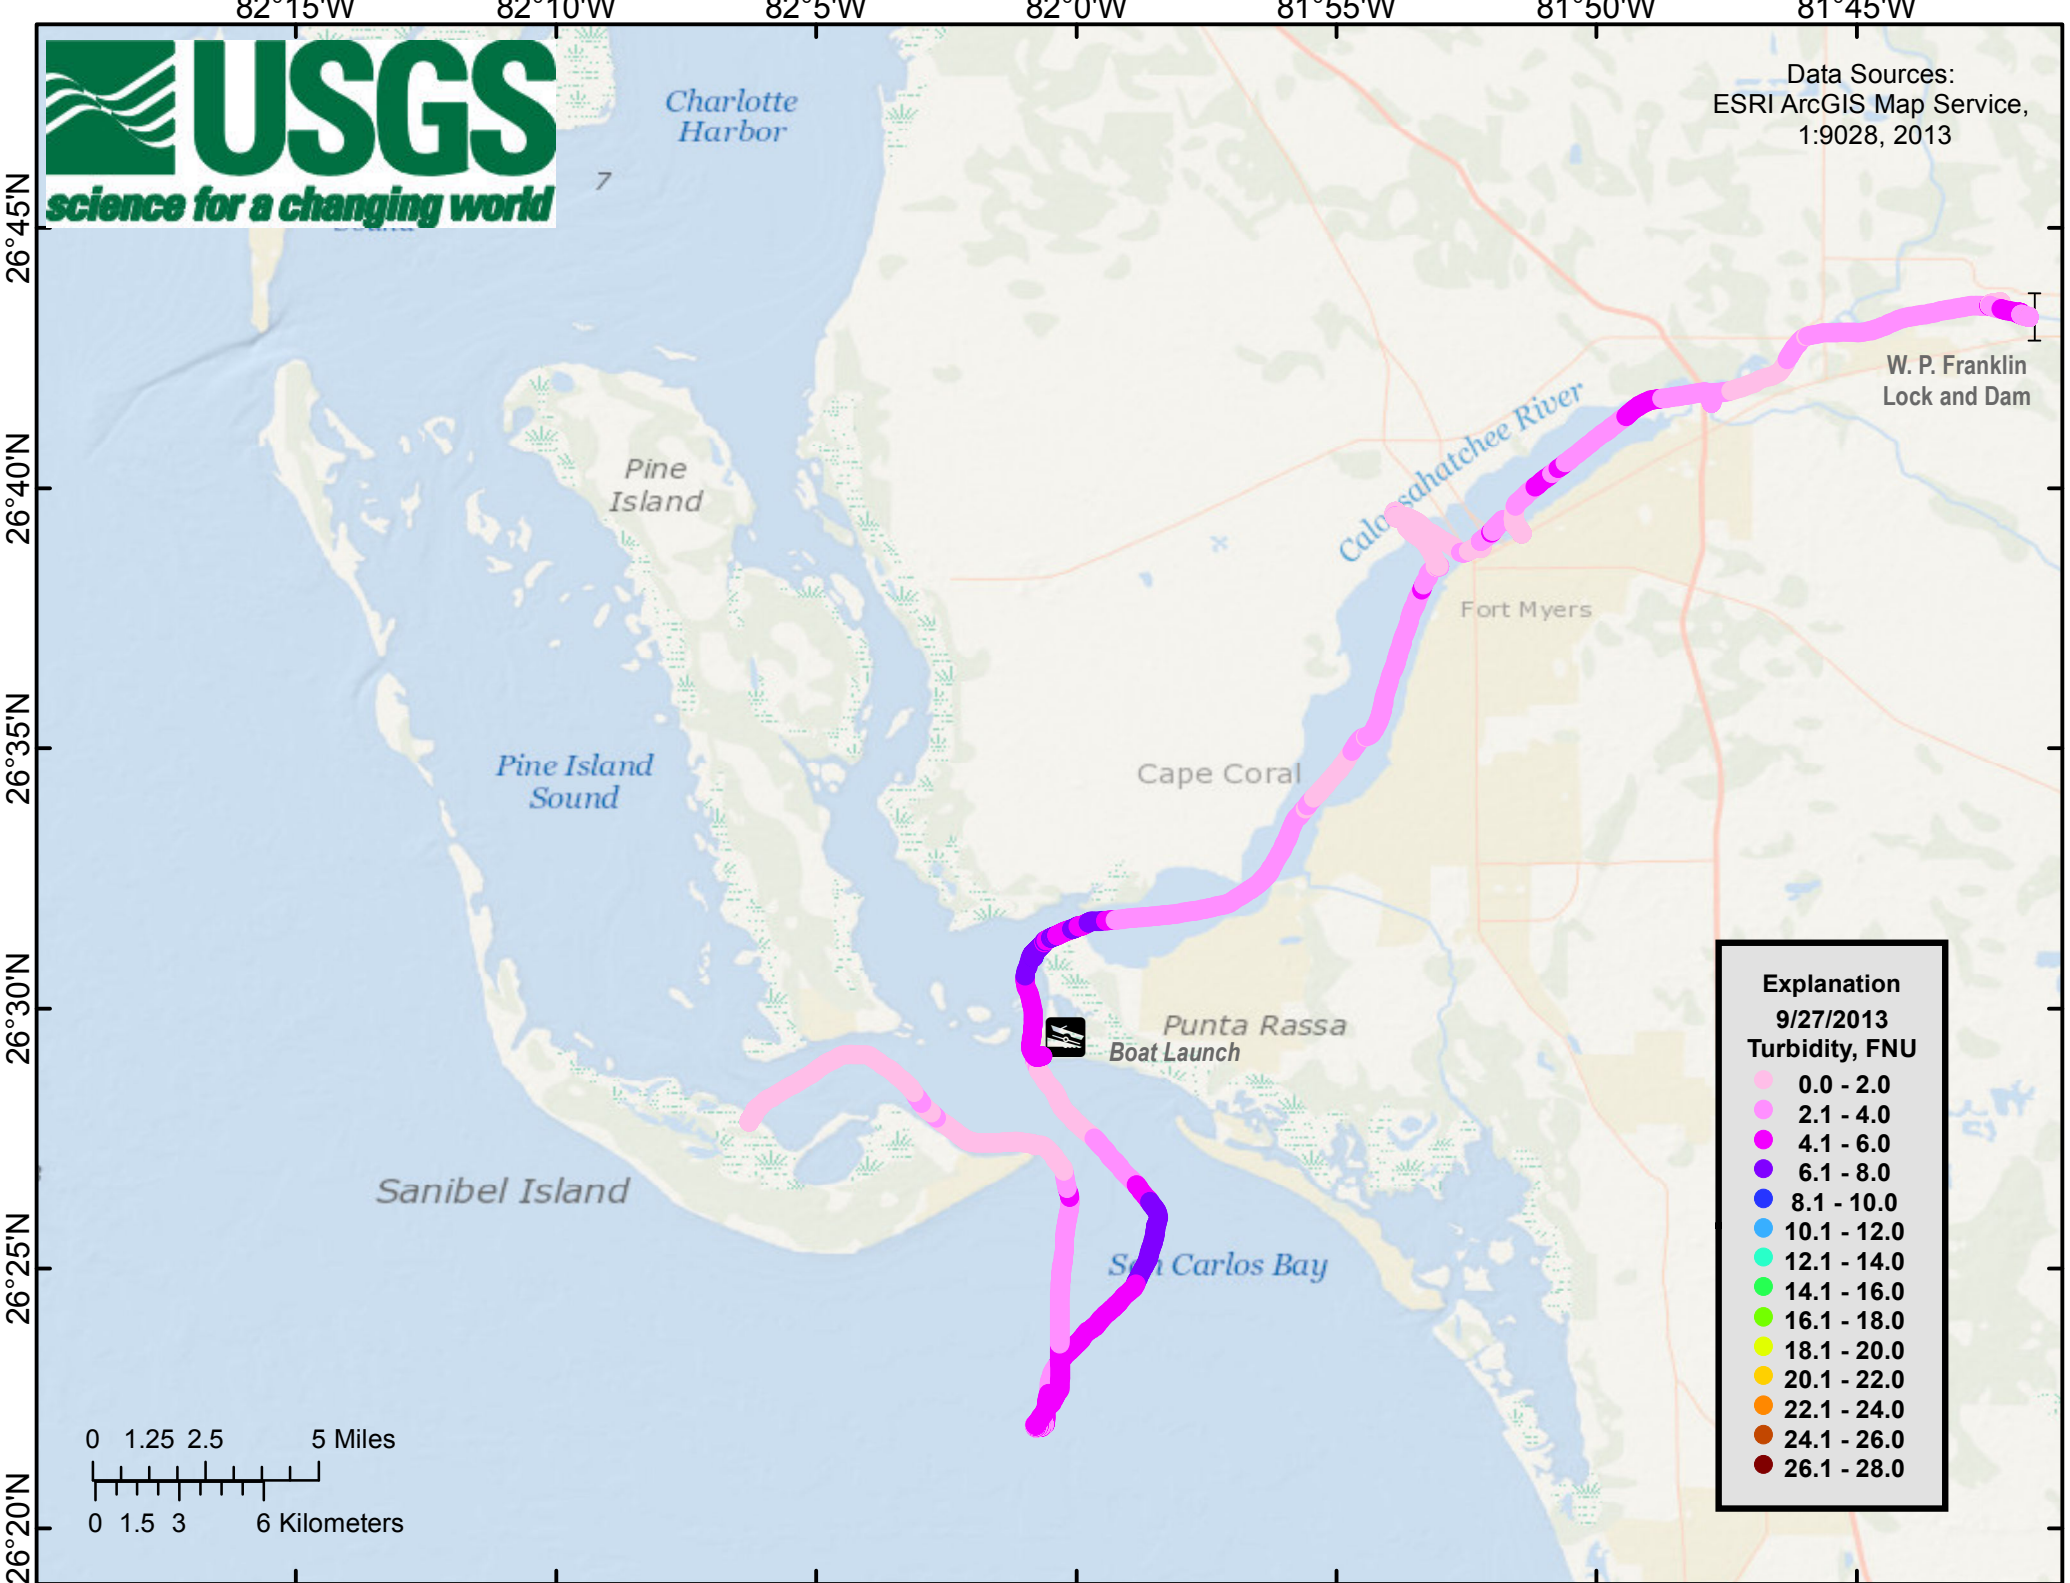 82°15'W 82°10'W 82°5'W 82°0'W 81°55'W 81°50'W 81°45'W
USGS
science for a changing world
Data Sources:
ESRI ArcGIS Map Service,
1:9028, 2013
Charlotte
Harbor
7
Sound
26°45'N
26°40'N
26°35'N
26°30'N
26°25'N
26°20'N
W. P. Franklin
Lock and Dam
Caloosahatchee River
Pine
Island
Fort Myers
Pine Island
Sound
Cape Coral
Punta Rassa
Boat Launch
Sanibel Island
San Carlos Bay
Explanation
9/27/2013
Turbidity, FNU
0.0 - 2.0
2.1 - 4.0
4.1 - 6.0
6.1 - 8.0
8.1 - 10.0
10.1 - 12.0
12.1 - 14.0
14.1 - 16.0
16.1 - 18.0
18.1 - 20.0
20.1 - 22.0
22.1 - 24.0
24.1 - 26.0
26.1 - 28.0
0 1.25 2.5 5 Miles
0 1.5 3 6 Kilometers